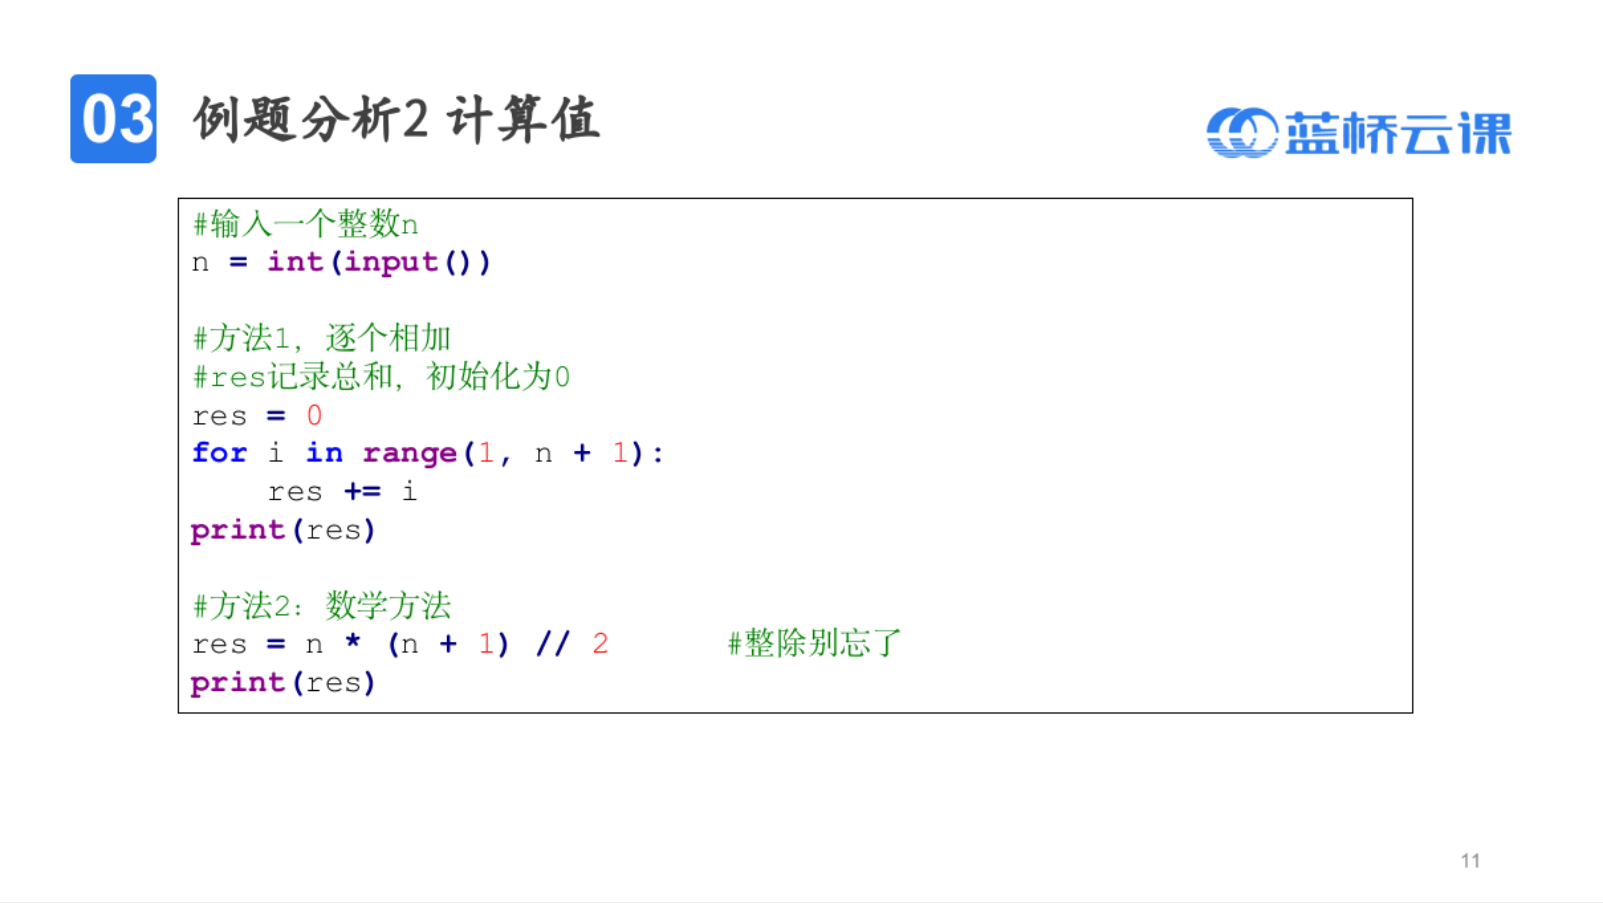 03 例题分析2 计算值
蓝桥云课
#输入一个整数n
n = int(input())
#方法1, 逐个相加
#res记录总和, 初始化为0
res = 0
for i in range(1, n + 1):
    res += i
print(res)
#方法2: 数学方法
res = n * (n + 1) // 2      #整除别忘了
print(res)
11